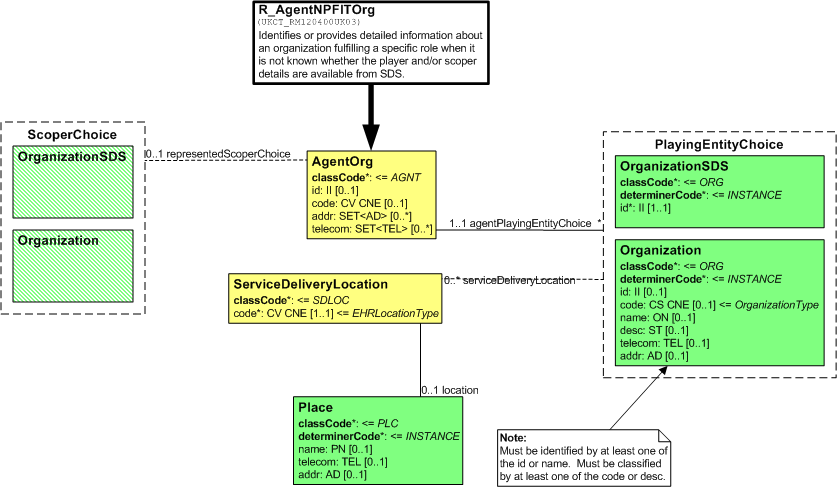 R_AgentNPFITOrg
(UKCT_RM120400UK03)
Identifies or provides detailed information about
an organization fulfilling a specific role when it
is not known whether the player and/or scoper
details are available from SDS.
ScoperChoice
OrganizationSDS
Organization
0..1 representedScoperChoice
AgentOrg
classCode*: <= AGNT
id: II [0..1]
code: CV CNE [0..1]
addr: SET<AD> [0..*]
telecom: SET<TEL> [0..*]
1..1 agentPlayingEntityChoice *
PlayingEntityChoice
OrganizationSDS
classCode*: <= ORG
determinerCode*: <= INSTANCE
id*: II [1..1]
Organization
classCode*: <= ORG
determinerCode*: <= INSTANCE
id: II [0..1]
code: CS CNE [0..1] <= OrganizationType
name: ON [0..1]
desc: ST [0..1]
telecom: TEL [0..1]
addr: AD [0..1]
0..* serviceDeliveryLocation
ServiceDeliveryLocation
classCode*: <= SDLOC
code*: CV CNE [1..1] <= EHRLocationType
0..1 location
Place
classCode*: <= PLC
determinerCode*: <= INSTANCE
name: PN [0..1]
telecom: TEL [0..1]
addr: AD [0..1]
Note:
Must be identified by at least one of
the id or name. Must be classified
by at least one of the code or desc.